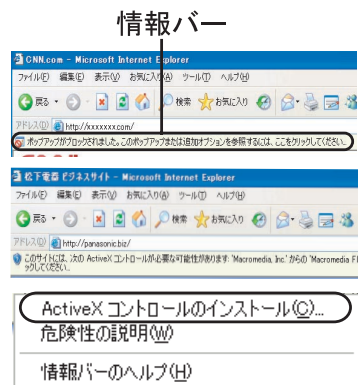 情報バー
CNN.com - Microsoft Internet Explorer
ファイル(F) 編集(E) 表示(V) お気に入り(A) ツール(T) ヘルプ(H)
戻る 検索 お気に入り
アドレス(D) http://xxxxxxx.com/
ポップアップがブロックされました。このポップアップまたは追加オプションを参照するには、ここをクリックしてください...
松下電器 ビジネスサイト - Microsoft Internet Explorer
ファイル(F) 編集(E) 表示(V) お気に入り(A) ツール(T) ヘルプ(H)
戻る 検索 お気に入り
アドレス(D) http://panasonic.biz/
このサイトには、次の ActiveX コントロールが必要な可能性があります: 'Macromedia, Inc.' からの 'Macromedia Fl
ックしてください...
ActiveX コントロールのインストール(C)...
危険性の説明(W)
情報バーのヘルプ(H)